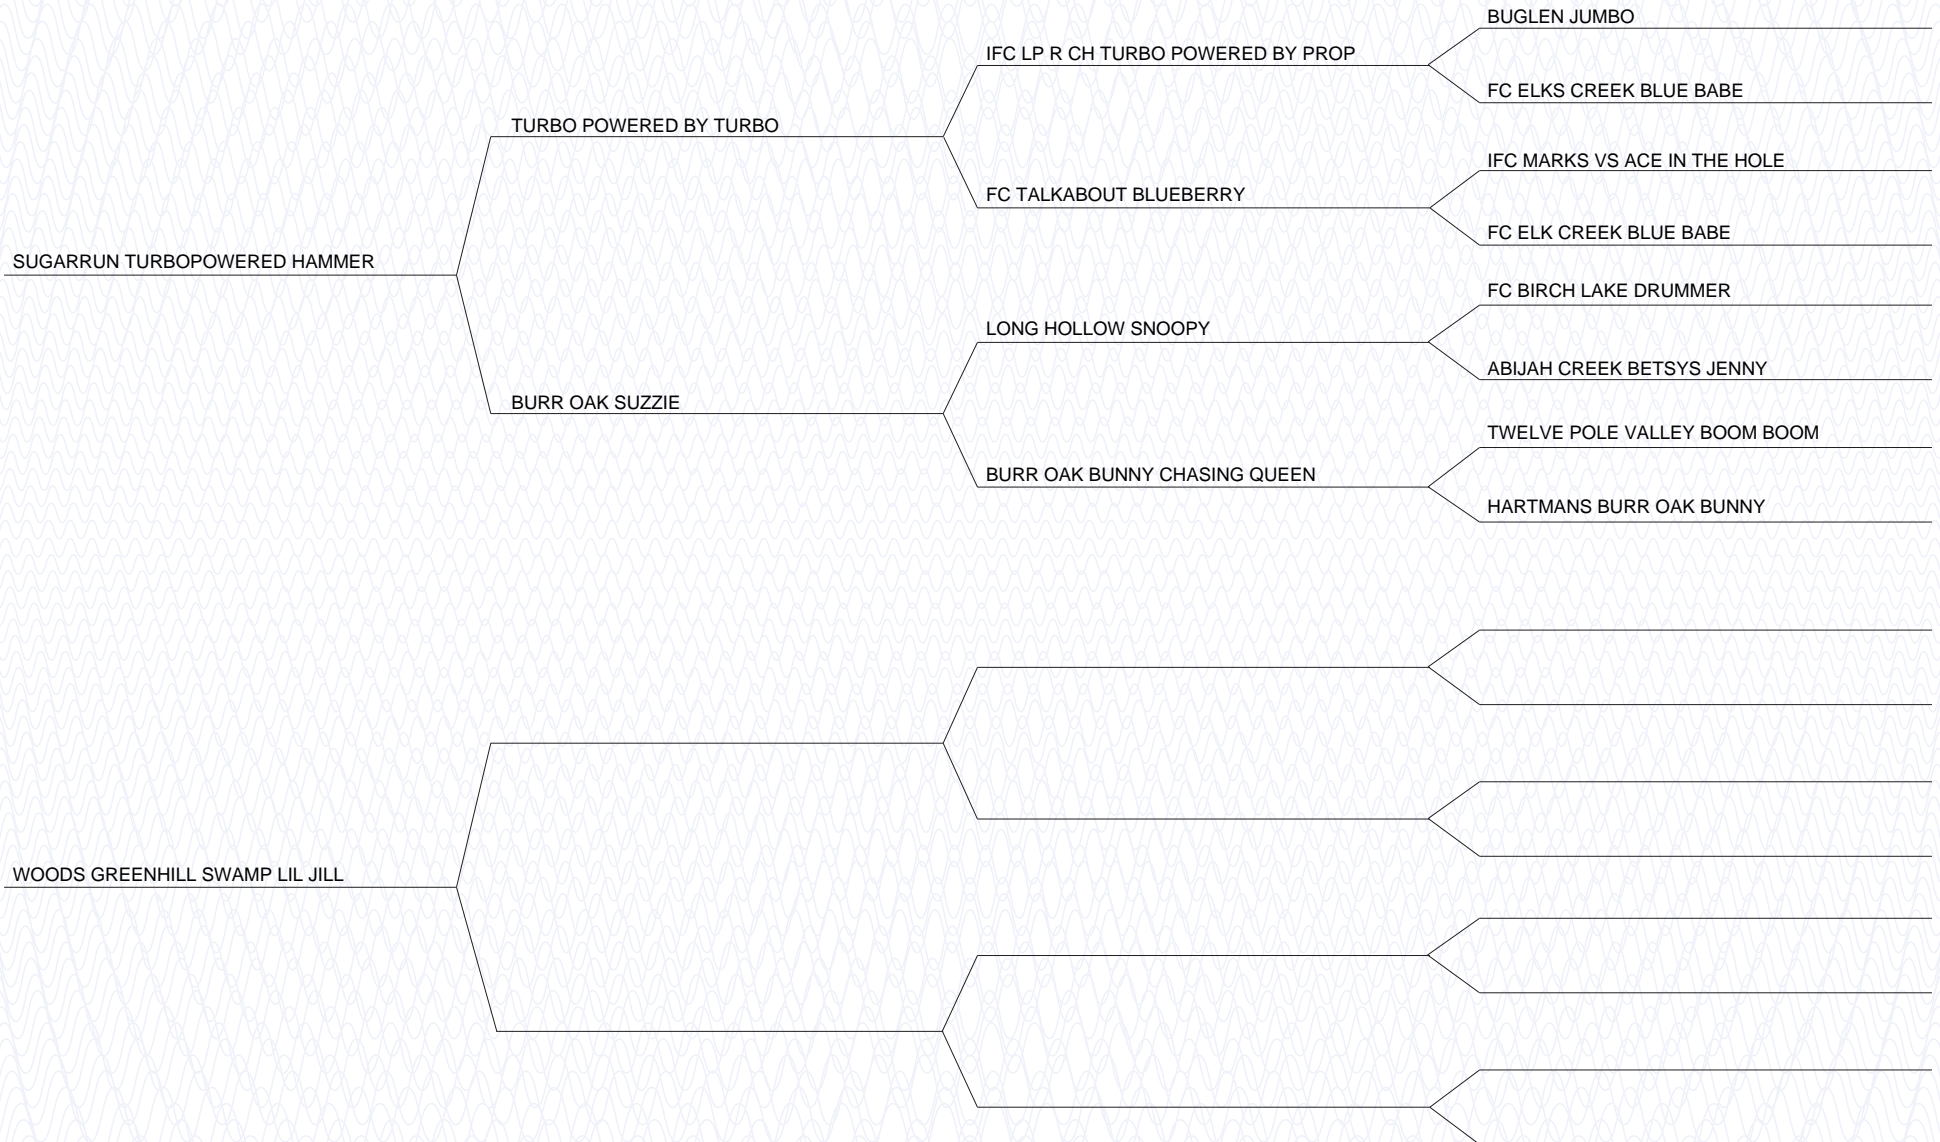 BUGLEN JUMBO
IFC LP R CH TURBO POWERED BY PROP
FC ELKS CREEK BLUE BABE
TURBO POWERED BY TURBO
IFC MARKS VS ACE IN THE HOLE
FC TALKABOUT BLUEBERRY
FC ELK CREEK BLUE BABE
SUGARRUN TURBOPOWERED HAMMER
FC BIRCH LAKE DRUMMER
LONG HOLLOW SNOOPY
ABIJAH CREEK BETSYS JENNY
BURR OAK SUZZIE
TWELVE POLE VALLEY BOOM BOOM
BURR OAK BUNNY CHASING QUEEN
HARTMANS BURR OAK BUNNY
WOODS GREENHILL SWAMP LIL JILL